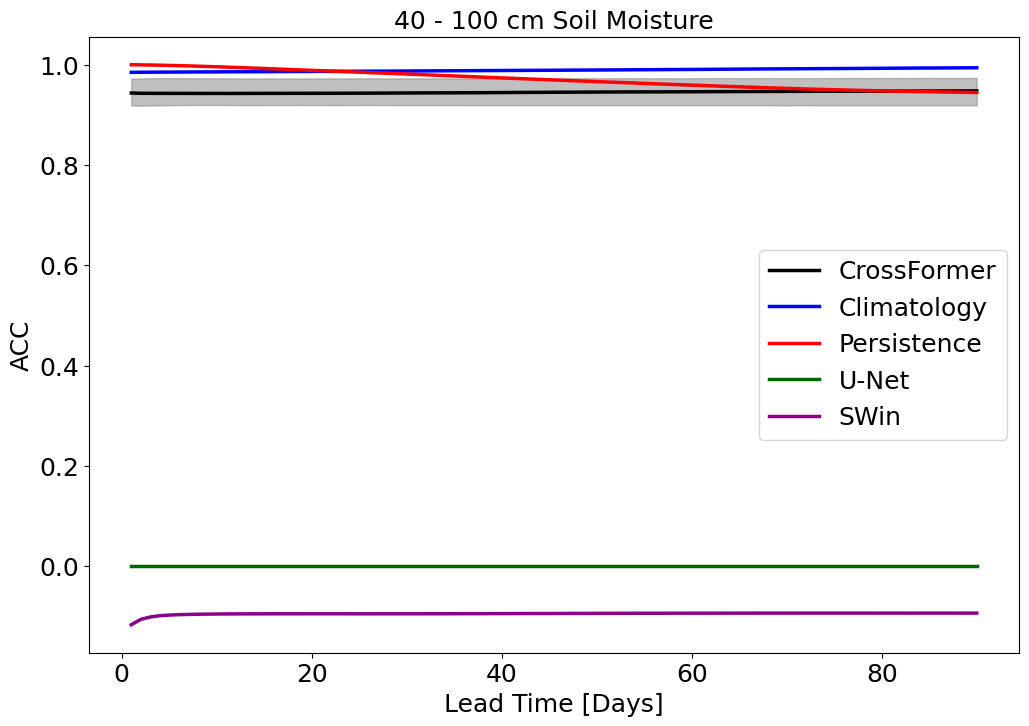 40 - 100 cm Soil Moisture
ACC
1.0
0.8
0.6
0.4
0.2
0.0
CrossFormer
Climatology
Persistence
U-Net
SWin
0 20 40 60 80
Lead Time [Days]